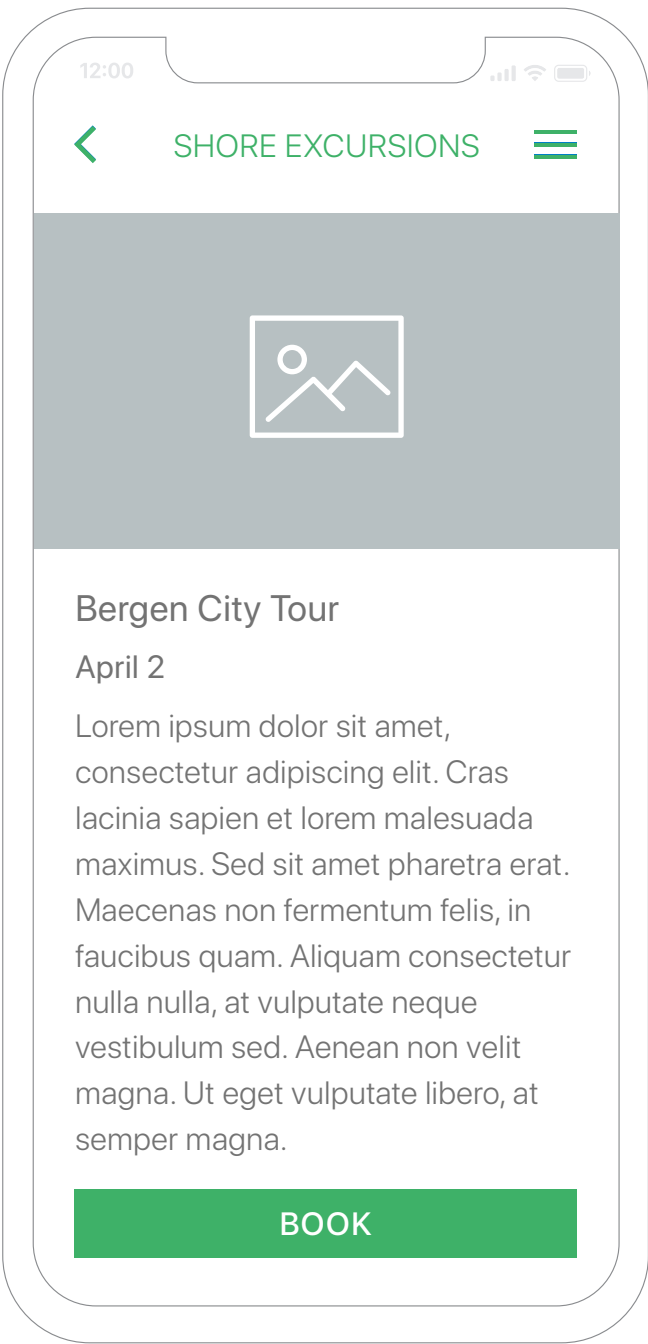 12:00
SHORE EXCURSIONS
Bergen City Tour
April 2
Lorem ipsum dolor sit amet,
consectetur adipiscing elit. Cras
lacinia sapien et lorem malesuada
maximus. Sed sit amet pharetra erat.
Maecenas non fermentum felis, in
faucibus quam. Aliquam consectetur
nulla nulla, at vulputate neque
vestibulum sed. Aenean non velit
magna. Ut eget vulputate libero, at
semper magna.
BOOK